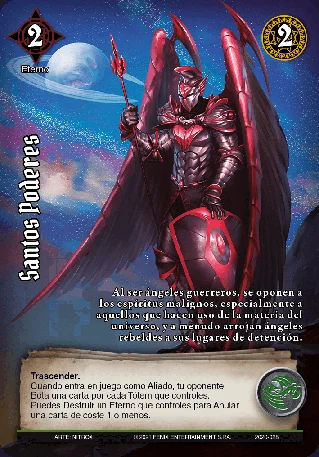 2
2
Eterno
Santos Poderes
Al ser ángeles guerreros, se oponen a
los espíritus malignos, especialmente a
aquellos que hacen uso de la materia del
universo, y a menudo arrojan ángeles
rebeldes a sus lugares de detención.
Trascender.
Cuando entra en juego como Aliado, tu oponente
Bota una carta por cada Tótem que controles.
Puedes Destruir un Eterno que controles para Anular
una carta de coste 1 o menos.
FENIX ENTERTAINMENT S.P.A.